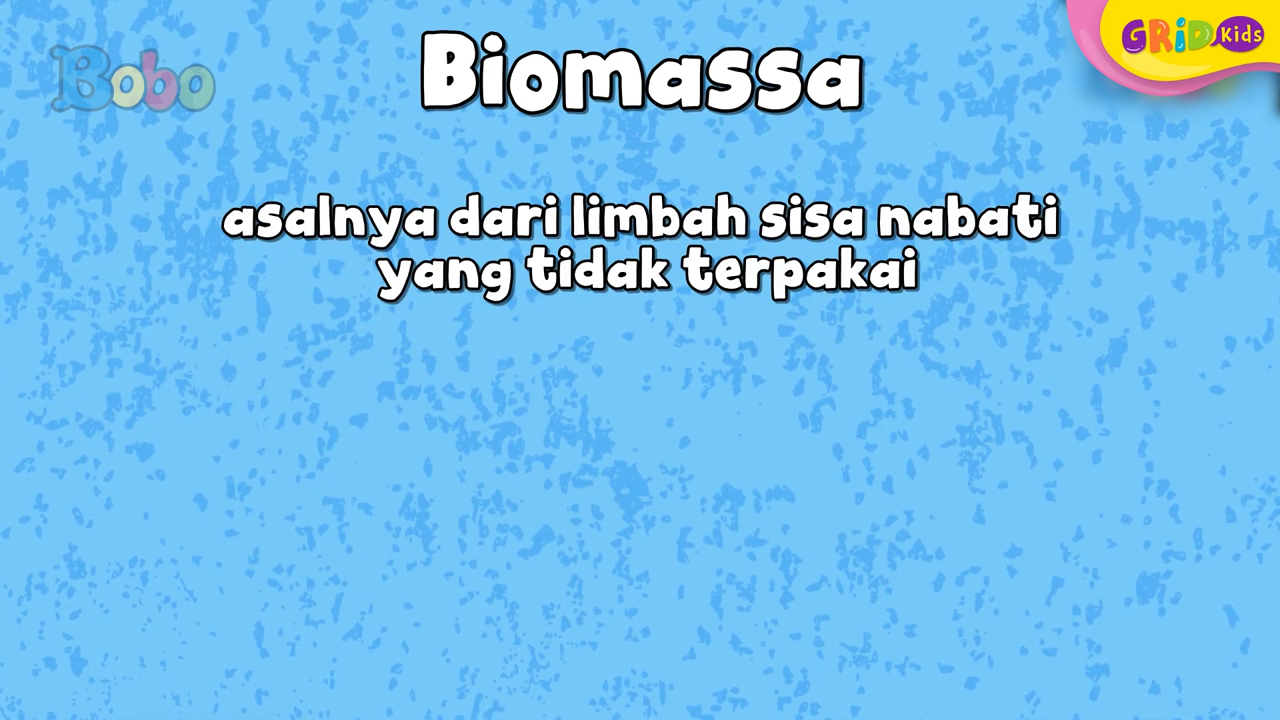 Bobo
Biomassa
GRiD Kids
asalnya dari limbah sisa nabati
yang tidak terpakai